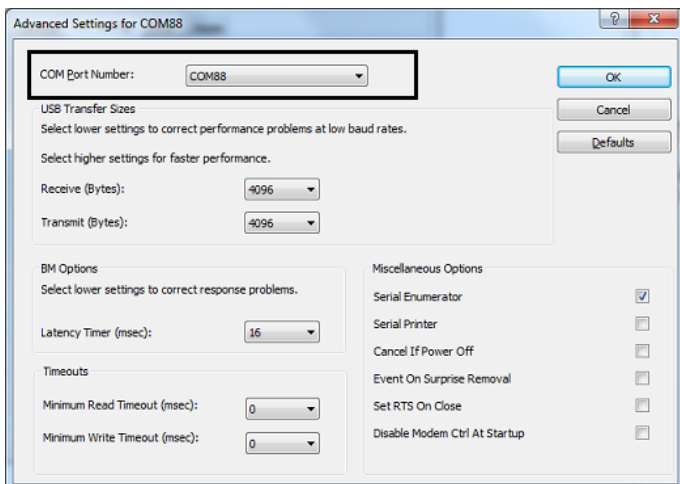 Advanced Settings for COM88
COM Port Number:
COM88
OK
Cancel
Defaults
USB Transfer Sizes
Select lower settings to correct performance problems at low baud rates.
Select higher settings for faster performance.
Receive (Bytes):
4096
Transmit (Bytes):
4096
BM Options
Select lower settings to correct response problems.
Latency Timer (msec):
16
Timeouts
Minimum Read Timeout (msec):
0
Minimum Write Timeout (msec):
0
Miscellaneous Options
Serial Enumerator
Serial Printer
Cancel If Power Off
Event On Surprise Removal
Set RTS On Close
Disable Modem Ctrl At Startup